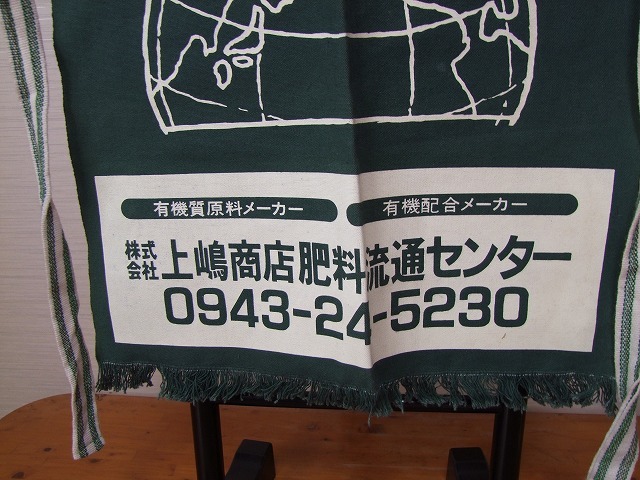 有機質原料メーカー 有機配合メーカー
株式会社 上嶋商店肥料流通センター
0943-24-5230